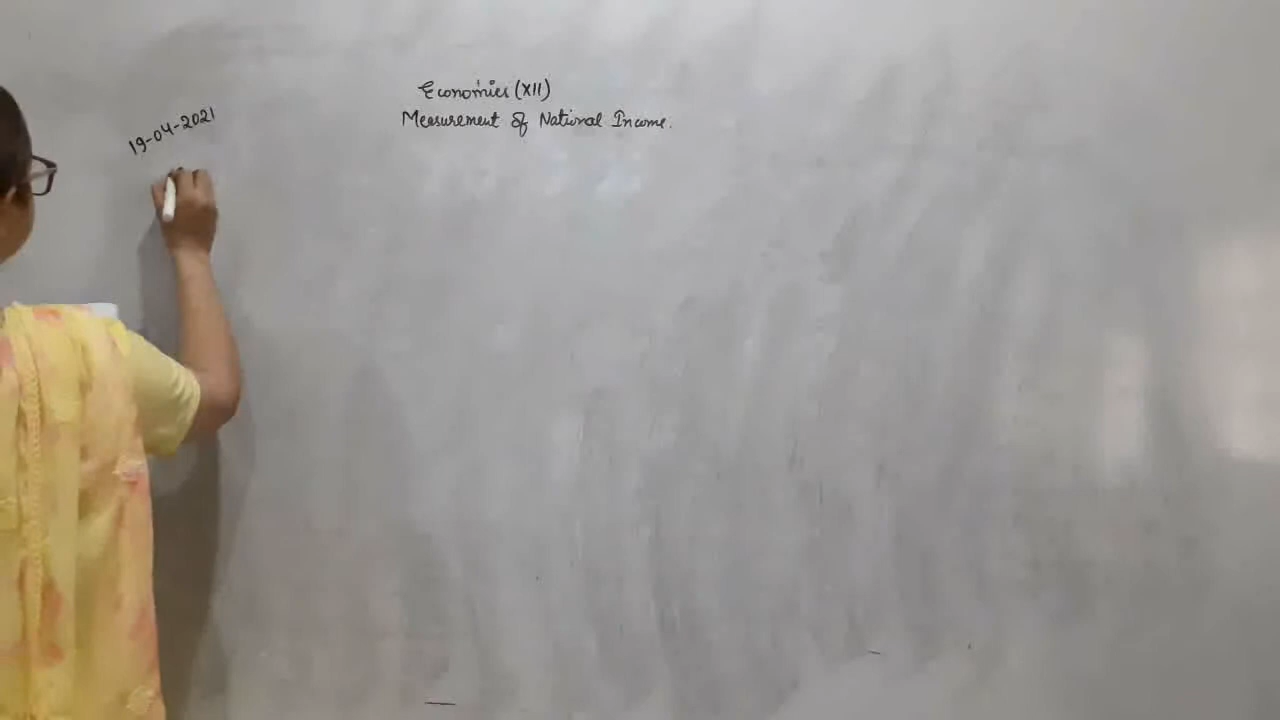 Economics (XII)
19-04-2021
Measurement of National Income.